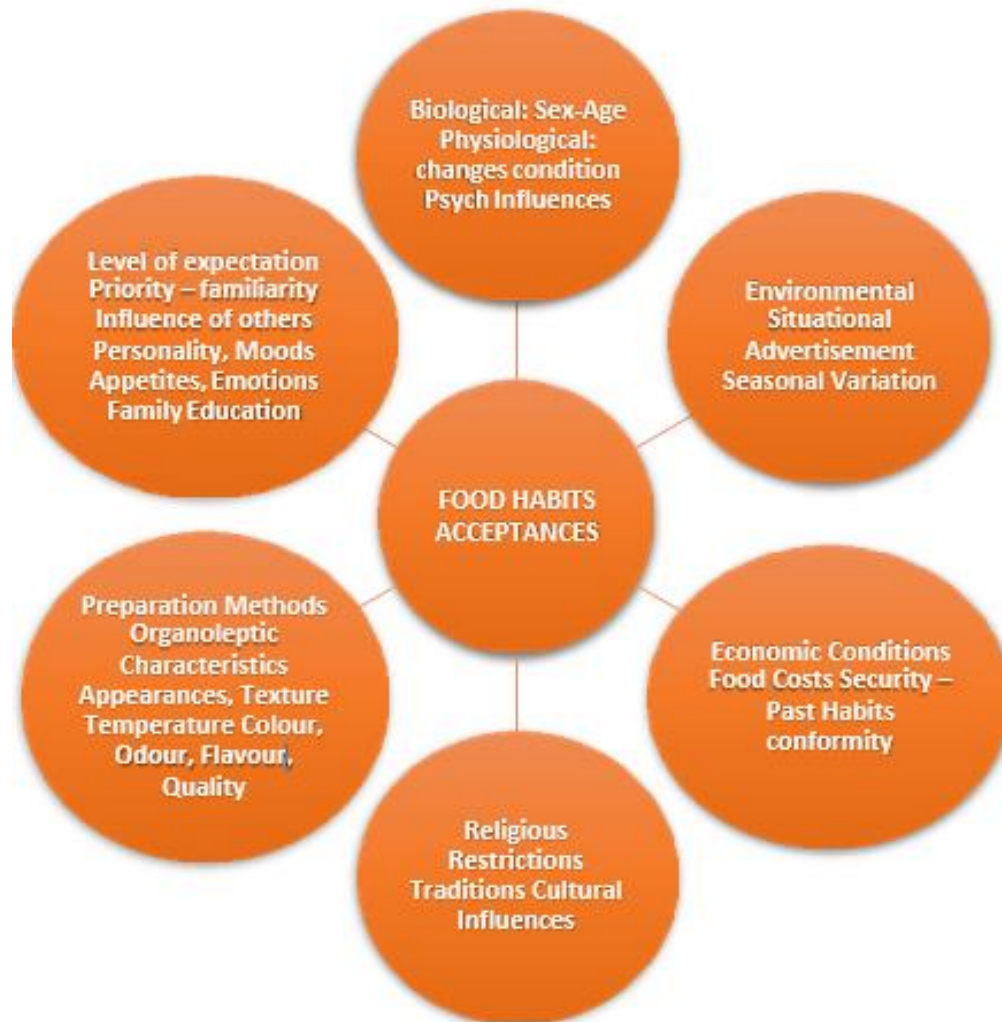 Biological: Sex-Age
Physiological:
changes condition
Psych Influences
Level of expectation
Priority – familiarity
Influence of others
Personality, Moods
Appetites, Emotions
Family Education
Environmental
Situational
Advertisement
Seasonal Variation
FOOD HABITS
ACCEPTANCES
Preparation Methods
Organoleptic
Characteristics
Appearances, Texture
Temperature Colour,
Odour, Flavour,
Quality
Economic Conditions
Food Costs Security –
Past Habits
conformity
Religious
Restrictions
Traditions Cultural
Influences